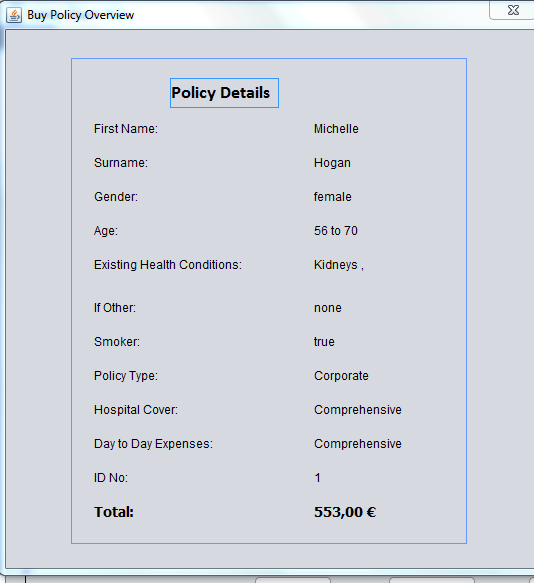 Buy Policy Overview
Policy Details
First Name: Michelle
Surname: Hogan
Gender: female
Age: 56 to 70
Existing Health Conditions: Kidneys ,
If Other: none
Smoker: true
Policy Type: Corporate
Hospital Cover: Comprehensive
Day to Day Expenses: Comprehensive
ID No: 1
Total: 553,00 €